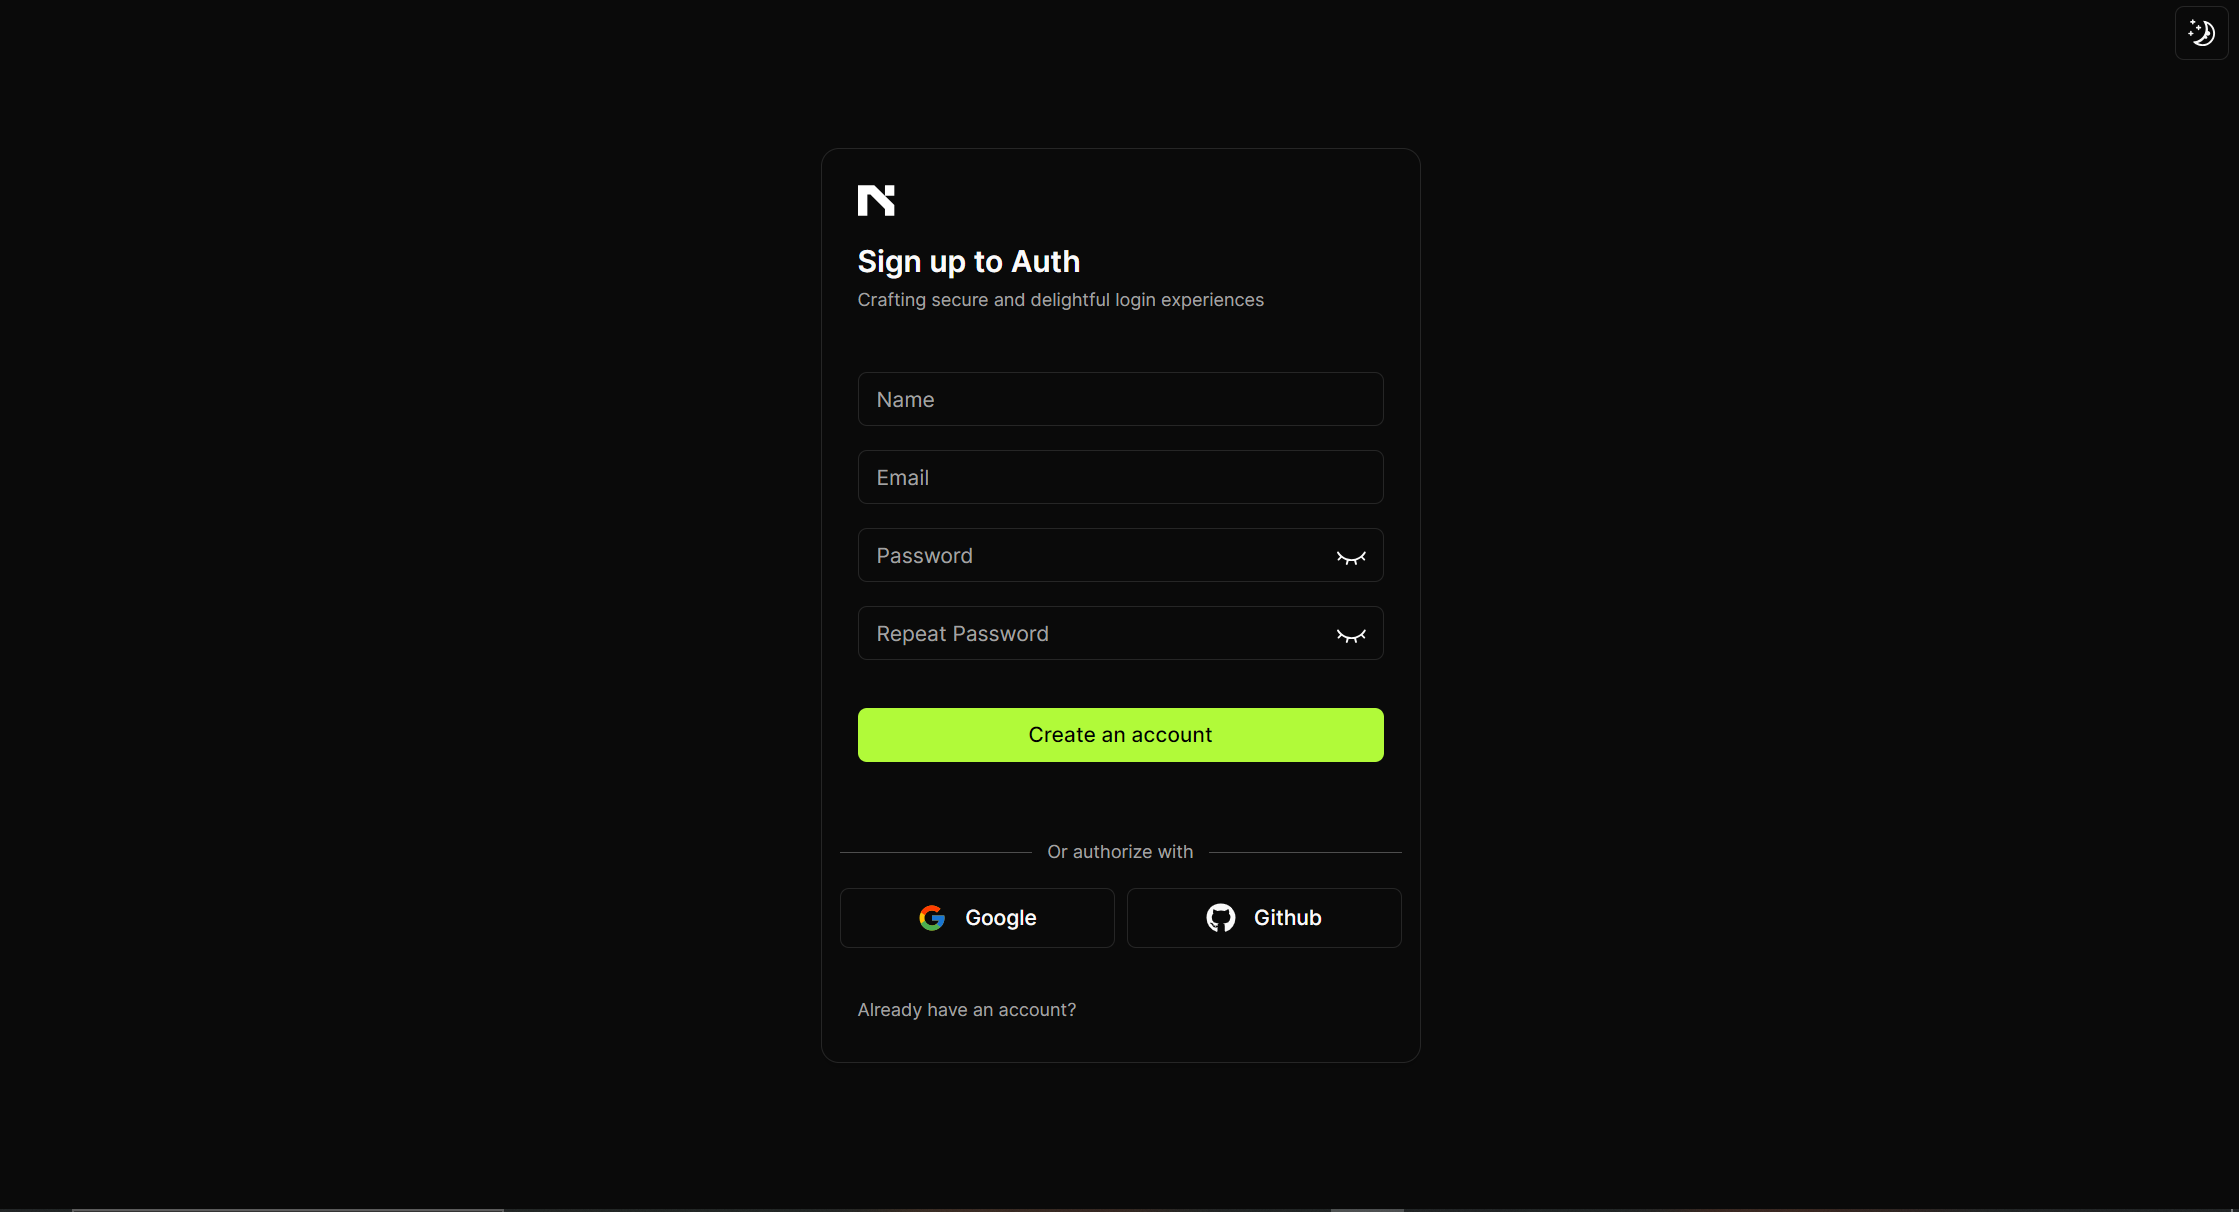 Sign up to Auth
Crafting secure and delightful login experiences
Name
Email
Password
Repeat Password
Create an account
Or authorize with
Google
Github
Already have an account?